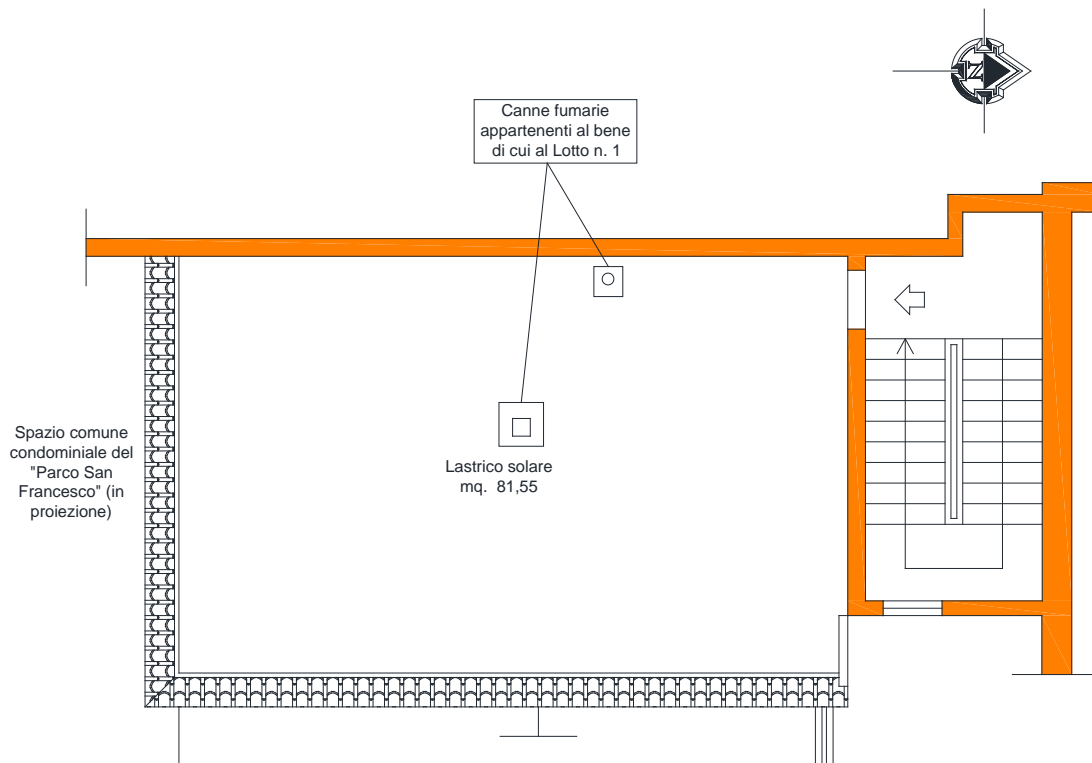 N
Canne fumarie
appartenenti al bene
di cui al Lotto n. 1
Spazio comune
condominiale del
"Parco San
Francesco" (in
proiezione)
Lastrico solare
mq. 81,55